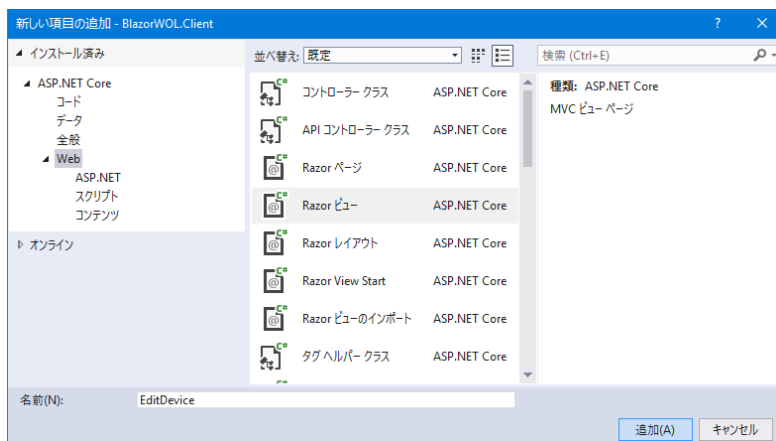 新しい項目の追加 - BlazorWOL.Client
インストール済み
ASP.NET Core
コード
データ
全般
Web
ASP.NET
スクリプト
コンテンツ
オンライン
並べ替え: 既定
コントローラー クラス ASP.NET Core
API コントローラー クラス ASP.NET Core
Razor ページ ASP.NET Core
Razor ビュー ASP.NET Core
Razor レイアウト ASP.NET Core
Razor View Start ASP.NET Core
Razor ビューのインポート ASP.NET Core
タグ ヘルパー クラス ASP.NET Core
検索 (Ctrl+E)
種類: ASP.NET Core
MVC ビュー ページ
名前(N): EditDevice
追加(A) キャンセル